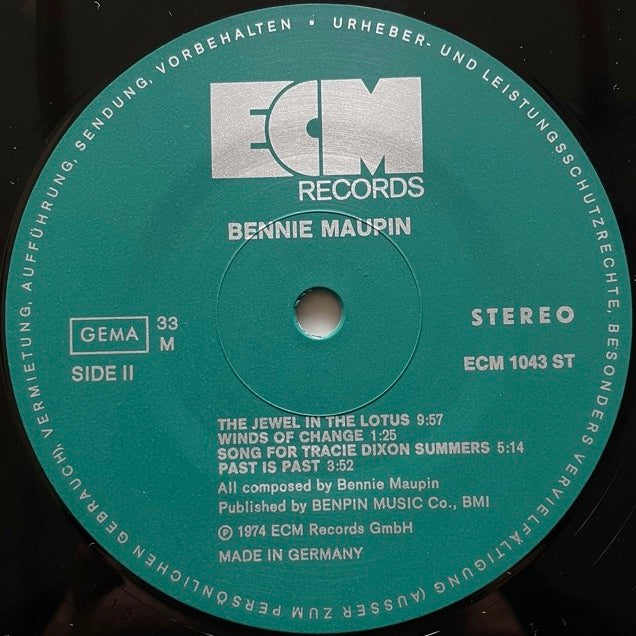 URHEBER- UND LEISTUNGSSCHUTZRECHTE, BESONDERS VERVIELFÄLTIGUNG (AUSSER ZUM PERSÖNLICHEN GEBRAUCH), VERMIETUNG, AUFFÜHRUNG, SENDUNG, VORBEHALTEN •
ECM
RECORDS
BENNIE MAUPIN
GEMA
33
M
SIDE II
STEREO
ECM 1043 ST
THE JEWEL IN THE LOTUS 9:57
WINDS OF CHANGE 1:25
SONG FOR TRACIE DIXON SUMMERS 5:14
PAST IS PAST 3:52
All composed by Bennie Maupin
Published by BENPIN MUSIC Co., BMI
℗ 1974 ECM Records GmbH
MADE IN GERMANY